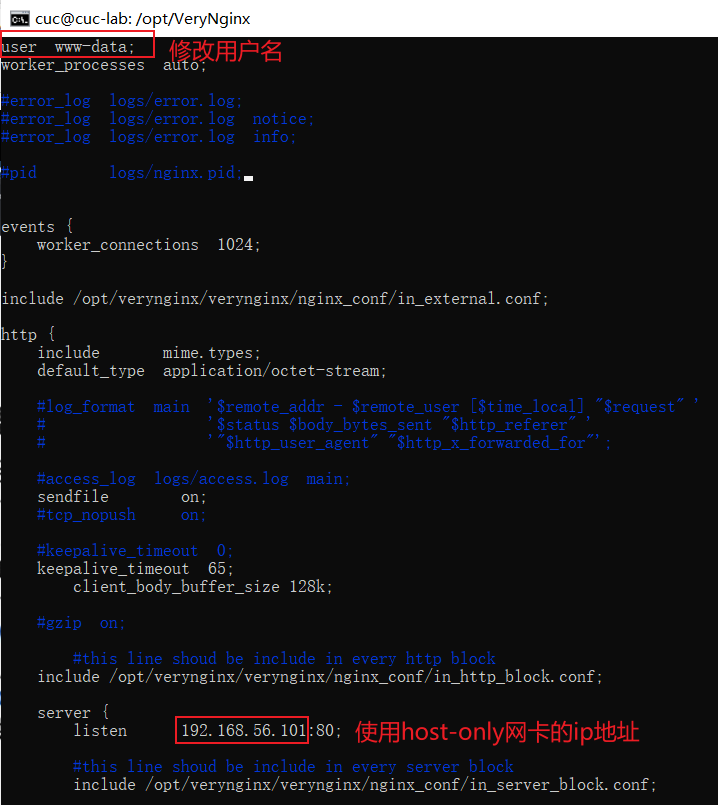 cuc@cuc-lab: /opt/VeryNginx
user  www-data; 修改用户名
worker_processes  auto;
#error_log  logs/error.log;
#error_log  logs/error.log  notice;
#error_log  logs/error.log  info;
#pid        logs/nginx.pid;
events {
    worker_connections  1024;
}
include /opt/verynginx/verynginx/nginx_conf/in_external.conf;
http {
    include       mime.types;
    default_type  application/octet-stream;
    #log_format  main  '$remote_addr - $remote_user [$time_local] "$request" '
    #                  '$status $body_bytes_sent "$http_referer" '
    #                  '"$http_user_agent" "$http_x_forwarded_for"';
    #access_log  logs/access.log  main;
    sendfile        on;
    #tcp_nopush     on;
    #keepalive_timeout  0;
    keepalive_timeout  65;
        client_body_buffer_size 128k;
    #gzip  on;
        #this line shoud be include in every http block
    include /opt/verynginx/verynginx/nginx_conf/in_http_block.conf;
    server {
        listen      192.168.56.101:80; 使用host-only网卡的ip地址
        #this line shoud be include in every server block
        include /opt/verynginx/verynginx/nginx_conf/in_server_block.conf;